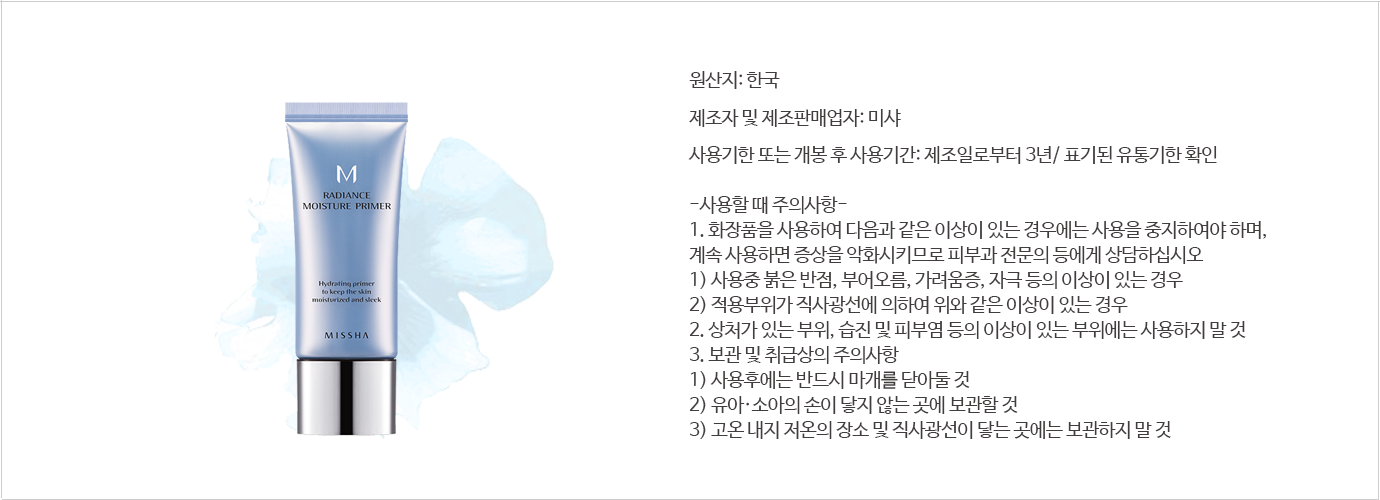 M
RADIANCE
MOISTURE PRIMER
Hydrating primer
to keep the skin
moisturized and sleek
MISSHA
원산지: 한국
제조자 및 제조판매업자: 미샤
사용기한 또는 개봉 후 사용기간: 제조일로부터 3년/ 표기된 유통기한 확인
-사용할 때 주의사항-
1. 화장품을 사용하여 다음과 같은 이상이 있는 경우에는 사용을 중지하여야 하며,
계속 사용하면 증상을 악화시키므로 피부과 전문의 등에게 상담하십시오
1) 사용중 붉은 반점, 부어오름, 가려움증, 자극 등의 이상이 있는 경우
2) 적용부위가 직사광선에 의하여 위와 같은 이상이 있는 경우
2. 상처가 있는 부위, 습진 및 피부염 등의 이상이 있는 부위에는 사용하지 말 것
3. 보관 및 취급상의 주의사항
1) 사용후에는 반드시 마개를 닫아둘 것
2) 유아·소아의 손이 닿지 않는 곳에 보관할 것
3) 고온 내지 저온의 장소 및 직사광선이 닿는 곳에는 보관하지 말 것